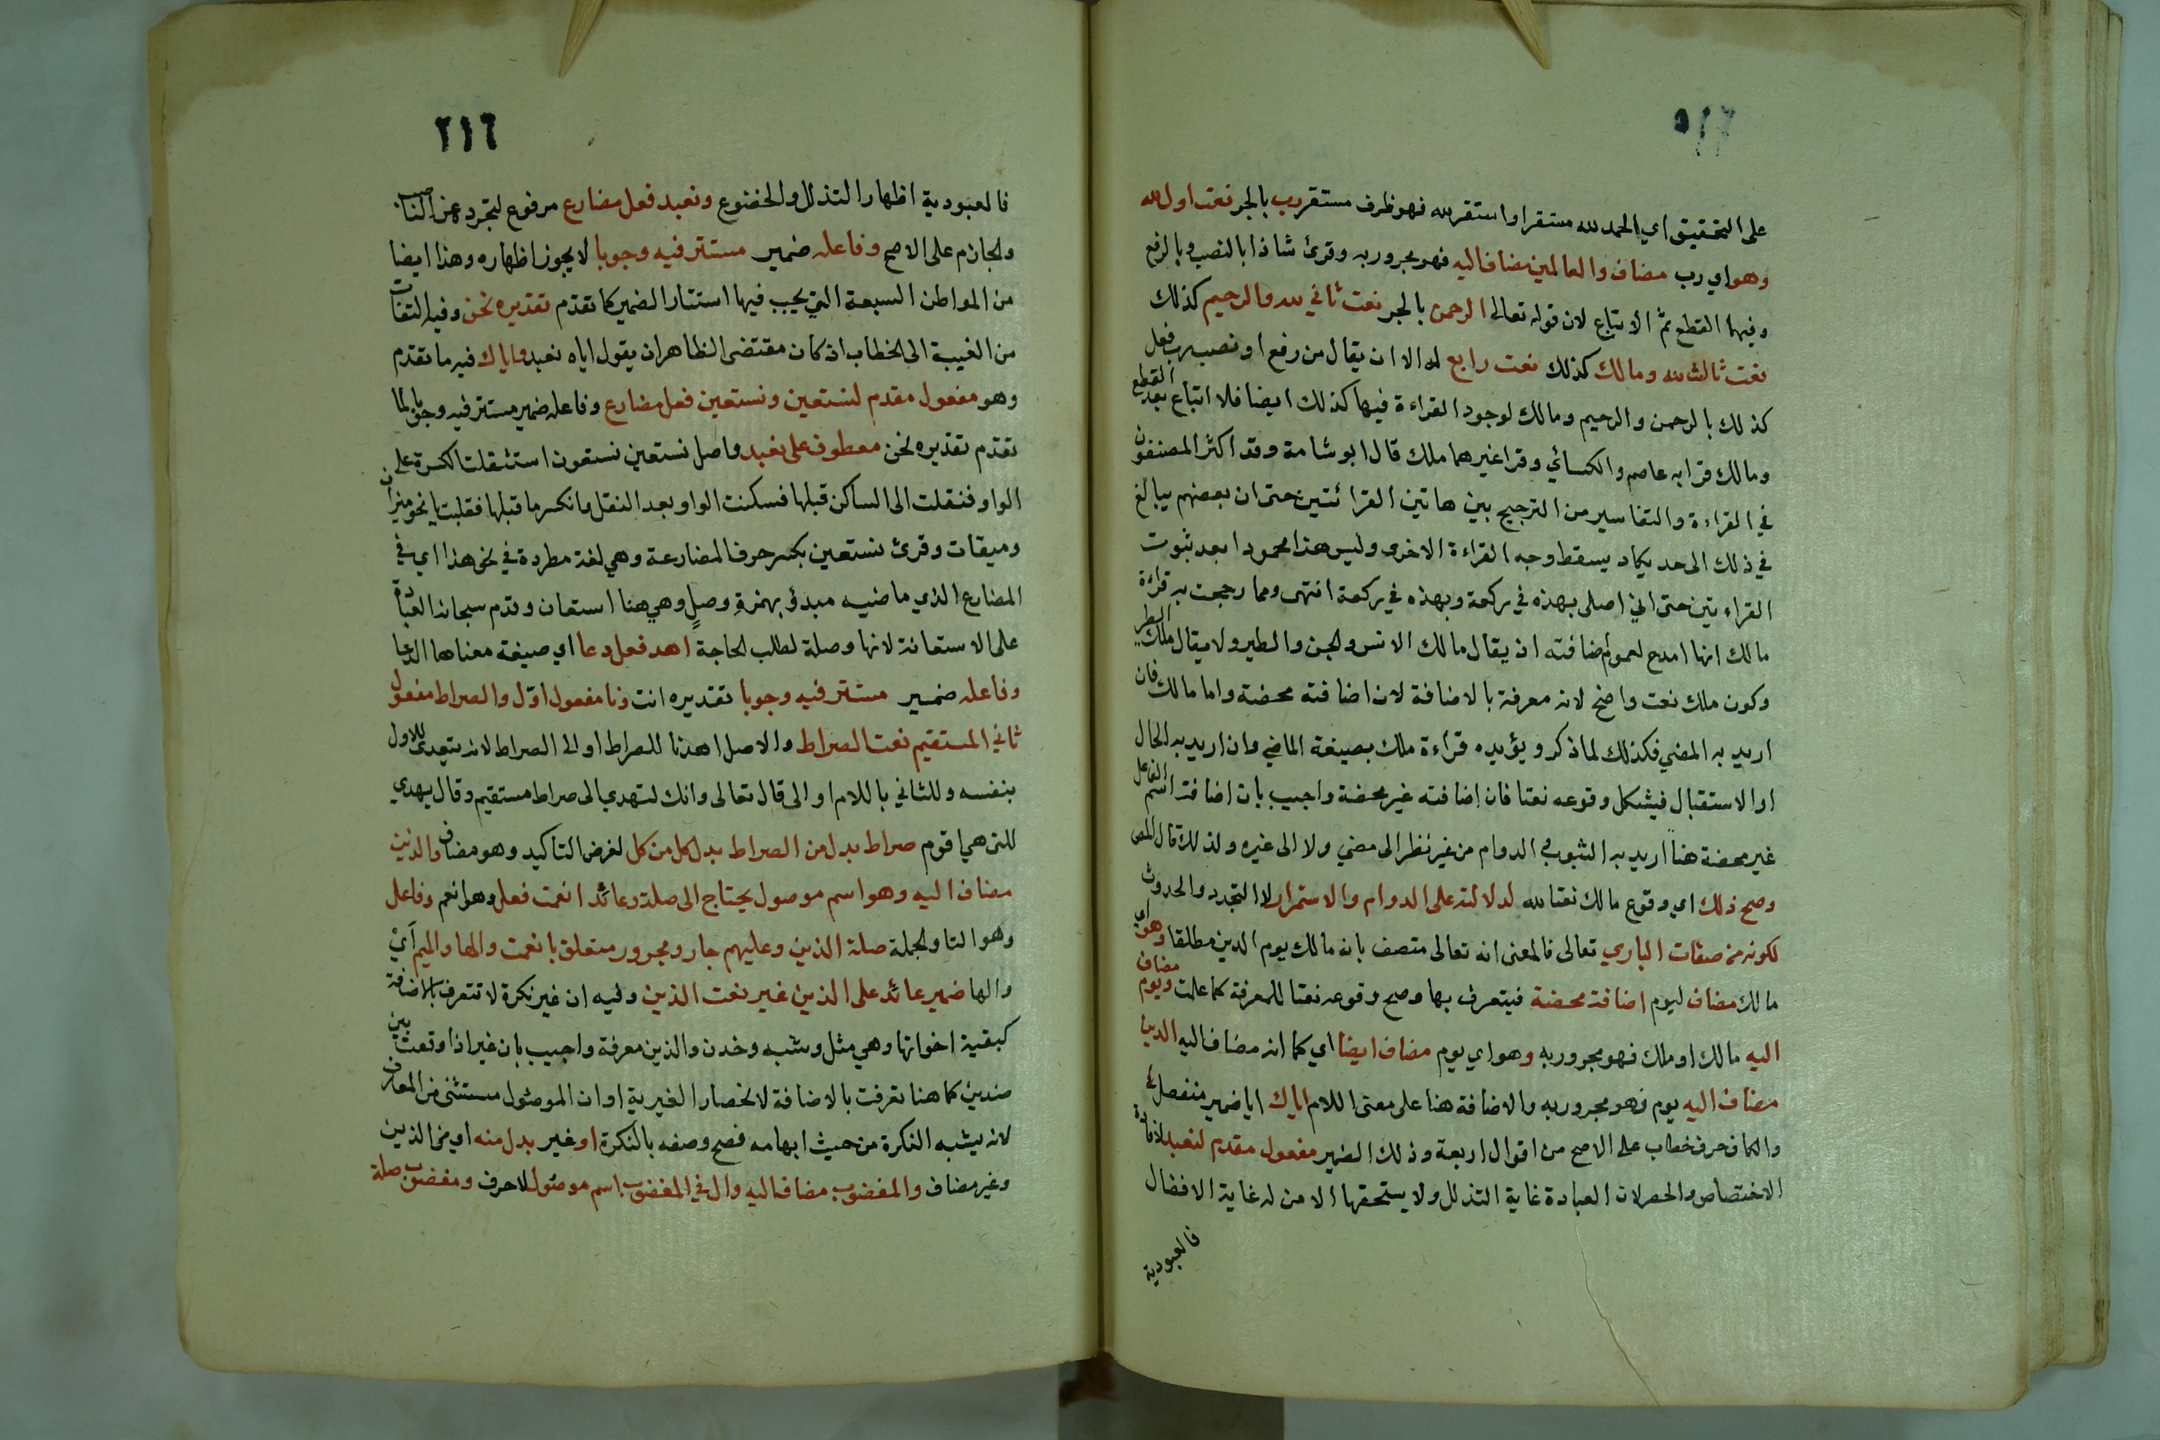 على التحقيق اي الحمد لله مستقرا واستقر لله فهو ظرف مستقر رب بالجر نعت اول لله
وهو اي رب مضاف والعالمين مضاف اليه فهو مجرور به وقرئ شاذا بالنصب وبالرفع
وفيها القطع ثم الاتباع لان قوله تعالى الرحمن بالجر نعت ثاني لله والرحيم كذلك
نعت ثالث لله ومالك كذلك نعت رابع له الا ان يقال من رفع او نصب رب فعل
كذلك بالرحمن والرحيم ومالك لوجود القراءة فيها كذلك ايضا فلا اتباع بعد القطع
ومالك قرا به عاصم والكسائي وقرا غيرهما ملك قال ابو شامة وقد اكثر المصنفون
في القراءة والتفاسير من الترجيح بين هاتين القرائتين حتى ان بعضهم يبالغ
في ذلك الى حد يكاد يسقط وجه القراءة الاخرى وليس هذا محمودا بعد ثبوت
القراءتين حتى اني اصلي بهذه في ركعة وبهذه في ركعة انتهى ومما رجحت به قراءة
مالك انها امدح لعموم اضافته ان يقال مالك الانس والجن والطير ولا يقال ملك الطير
وكون ملك نعت واضح لانه معرفة بالاضافة لان اضافته محضة واما مالك فان
اريد به المضي فكذلك لما ذكر ويؤيده قراءة ملك بصيغة الماضي وان اريد به الحال
او الاستقبال فيشكل وقوعه نعتا فان اضافته غير محضة واجيب بان اضافة اسم الفاعل
غير محضة هنا اريد به الثبوت الدوام من غير نظر الى مضي ولا الى غيره ولذلك قال المص
وصح ذلك اي وقوع مالك نعتا لله لدلالته على الدوام والاستمرار لا التجدد والحدوث
لكونه من صفات الباري تعالى فالمعنى انه تعالى متصف بانه مالك يوم الدين مطلقا وهو اي
مالك مضاف ليوم اضافة محضة فيتعرف بها وصح وقوعه نعتا للمعرفة كما علمت ويوم مضاف
اليه مالك او ملك فهو مجرور به وهو اي يوم مضاف ايضا اي كما انه مضاف اليه الدين
مضاف اليه يوم فهو مجرور به والاضافة هنا على معنى اللام اياك ايا ضمير منفصل
والكاف حرف خطاب على الاصح من اقوال اربعة وذلك الضمير مفعول مقدم لنعبد لافادة
الاختصاص والحصر لان العبادة غاية التذلل ولا يستحقها الا من له غاية الافضال
فالعبودية
٢١٦
فالعبودية اظهار التذلل والخضوع ونعبد فعل مضارع مرفوع لتجرده عن الناصب
والجازم على الاصح وفاعله ضمير مستتر فيه وجوبا لا يجوز اظهاره وهذا ايضا
من المواطن السبعة التي يجب فيها استتار الضمير كما تقدم تقديره نحن وفيه التفات
من الغيبة الى الخطاب ان كان مقتضى الظاهر ان يقول اياه نعبد واياك فيه ما تقدم
وهو مفعول مقدم لنستعين ونستعين فعل مضارع وفاعله ضمير مستتر فيه وجوبا لما
تقدم تقديره نحن معطوف على نعبد واصل نستعين نستعون استثقلت الكسرة على
الواو فنقلت الى الساكن قبلها فسكنت الواو بعد النقل وانكسر ما قبلها فقلبت يا نحو ميزان
وميقات وقرئ نستعين بكسر حرف المضارعة وهي لغة مطردة في نحو هذا اي في
المضارع الذي ماضيه مبدؤ بهمزة وصل وهي هنا استعان وقدم سبحانه العبادة
على الاستعانة لانها وصلة لطلب الحاجة اهد فعل دعا اي صيغة معناها الدعا
وفاعله ضمير مستتر فيه وجوبا تقديره انت ونا مفعول اول والصراط مفعول
ثاني المستقيم نعت الصراط والاصل اهدنا للصراط او الى الصراط لانه يتعدى للاول
بنفسه وللثاني باللام او الى قال تعالى وانك لتهدي الى صراط مستقيم وقال يهدي
للتي هي اقوم صراط بدل من الصراط بدل كل من كل لغرض التاكيد وهو مضاف والذين
مضاف اليه وهو اسم موصول يحتاج الى صلة وعائد انعمت فعل وهو انعم وفاعل
وهو التا والجملة صلة الذين وعليهم جار ومجرور متعلق بانعمت والها والميم اي
والها ضمير عائد على الذين غير نعت الذين وفيه ان غير نكرة لا تتعرف بالاضافة
كبقية اخواتها وهي مثل وشبه وخدن والذين معرفة واجيب بان غير اذا وقعت بين
ضدين كما هنا تعرفت بالاضافة لانحصار الغيرية او ان الموصول مستثنى من المعارف
لانه يشبه النكرة من حيث ابهامه فصح وصفه بالنكرة او غير بدل منه اي من الذين
وغير مضاف والمغضوب مضاف اليه وال في المغضوب اسم موصول لا حرف ومغضوب صلة